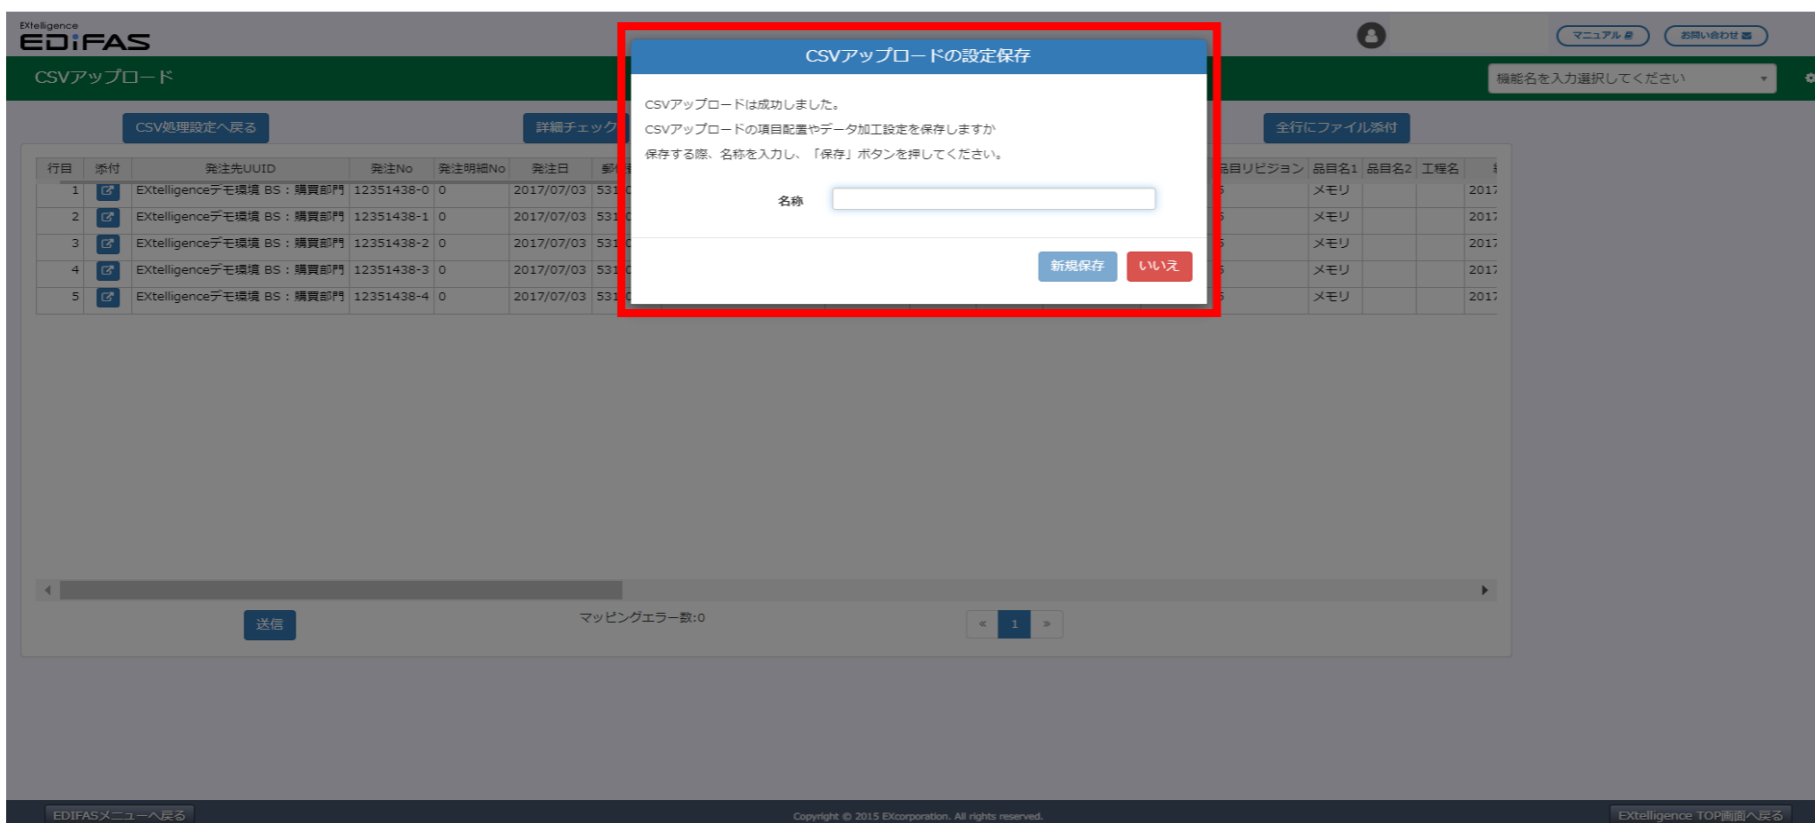 EXtelligence
EDiFAS
マニュアル
お問い合わせ
CSVアップロード
機能名を入力選択してください
CSVアップロードの設定保存
CSVアップロードは成功しました。
CSVアップロードの項目配置やデータ加工設定を保存しますか
保存する際、名称を入力し、「保存」ボタンを押してください。
名称
新規保存 いいえ
CSV処理設定へ戻る 詳細チェック 全行にファイル添付
行目 添付 発注先UUID 発注No 発注明細No 発注日 品目リビジョン 品目名1 品目名2 工程名
1 EXtelligenceデモ環境 BS：購買部門 12351438-0 0 2017/07/03 531 メモリ 2017
2 EXtelligenceデモ環境 BS：購買部門 12351438-1 0 2017/07/03 531 メモリ 2017
3 EXtelligenceデモ環境 BS：購買部門 12351438-2 0 2017/07/03 531 メモリ 2017
4 EXtelligenceデモ環境 BS：購買部門 12351438-3 0 2017/07/03 531 メモリ 2017
5 EXtelligenceデモ環境 BS：購買部門 12351438-4 0 2017/07/03 531 メモリ 2017
送信 マッピングエラー数:0 « 1 »
EDIFASメニューへ戻る Copyright © 2015 EXcorporation. All rights reserved. EXtelligence TOP画面へ戻る